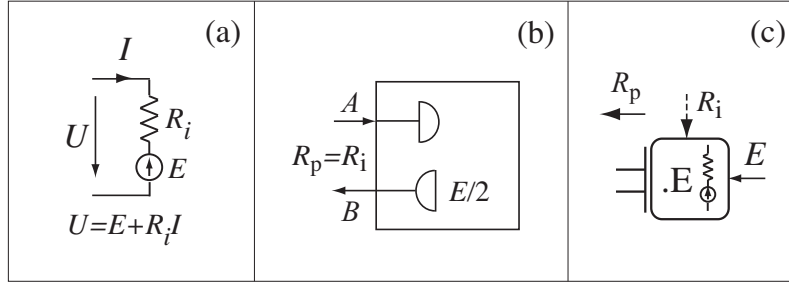 (a)
I
U
R_i
E
U=E+R_iI
(b)
A
R_p=R_i
B
E/2
(c)
R_p
R_i
E
.E